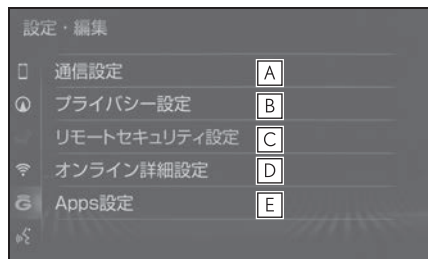 設定・編集
通信設定 A
プライバシー設定 B
リモートセキュリティ設定 C
オンライン詳細設定 D
Apps設定 E